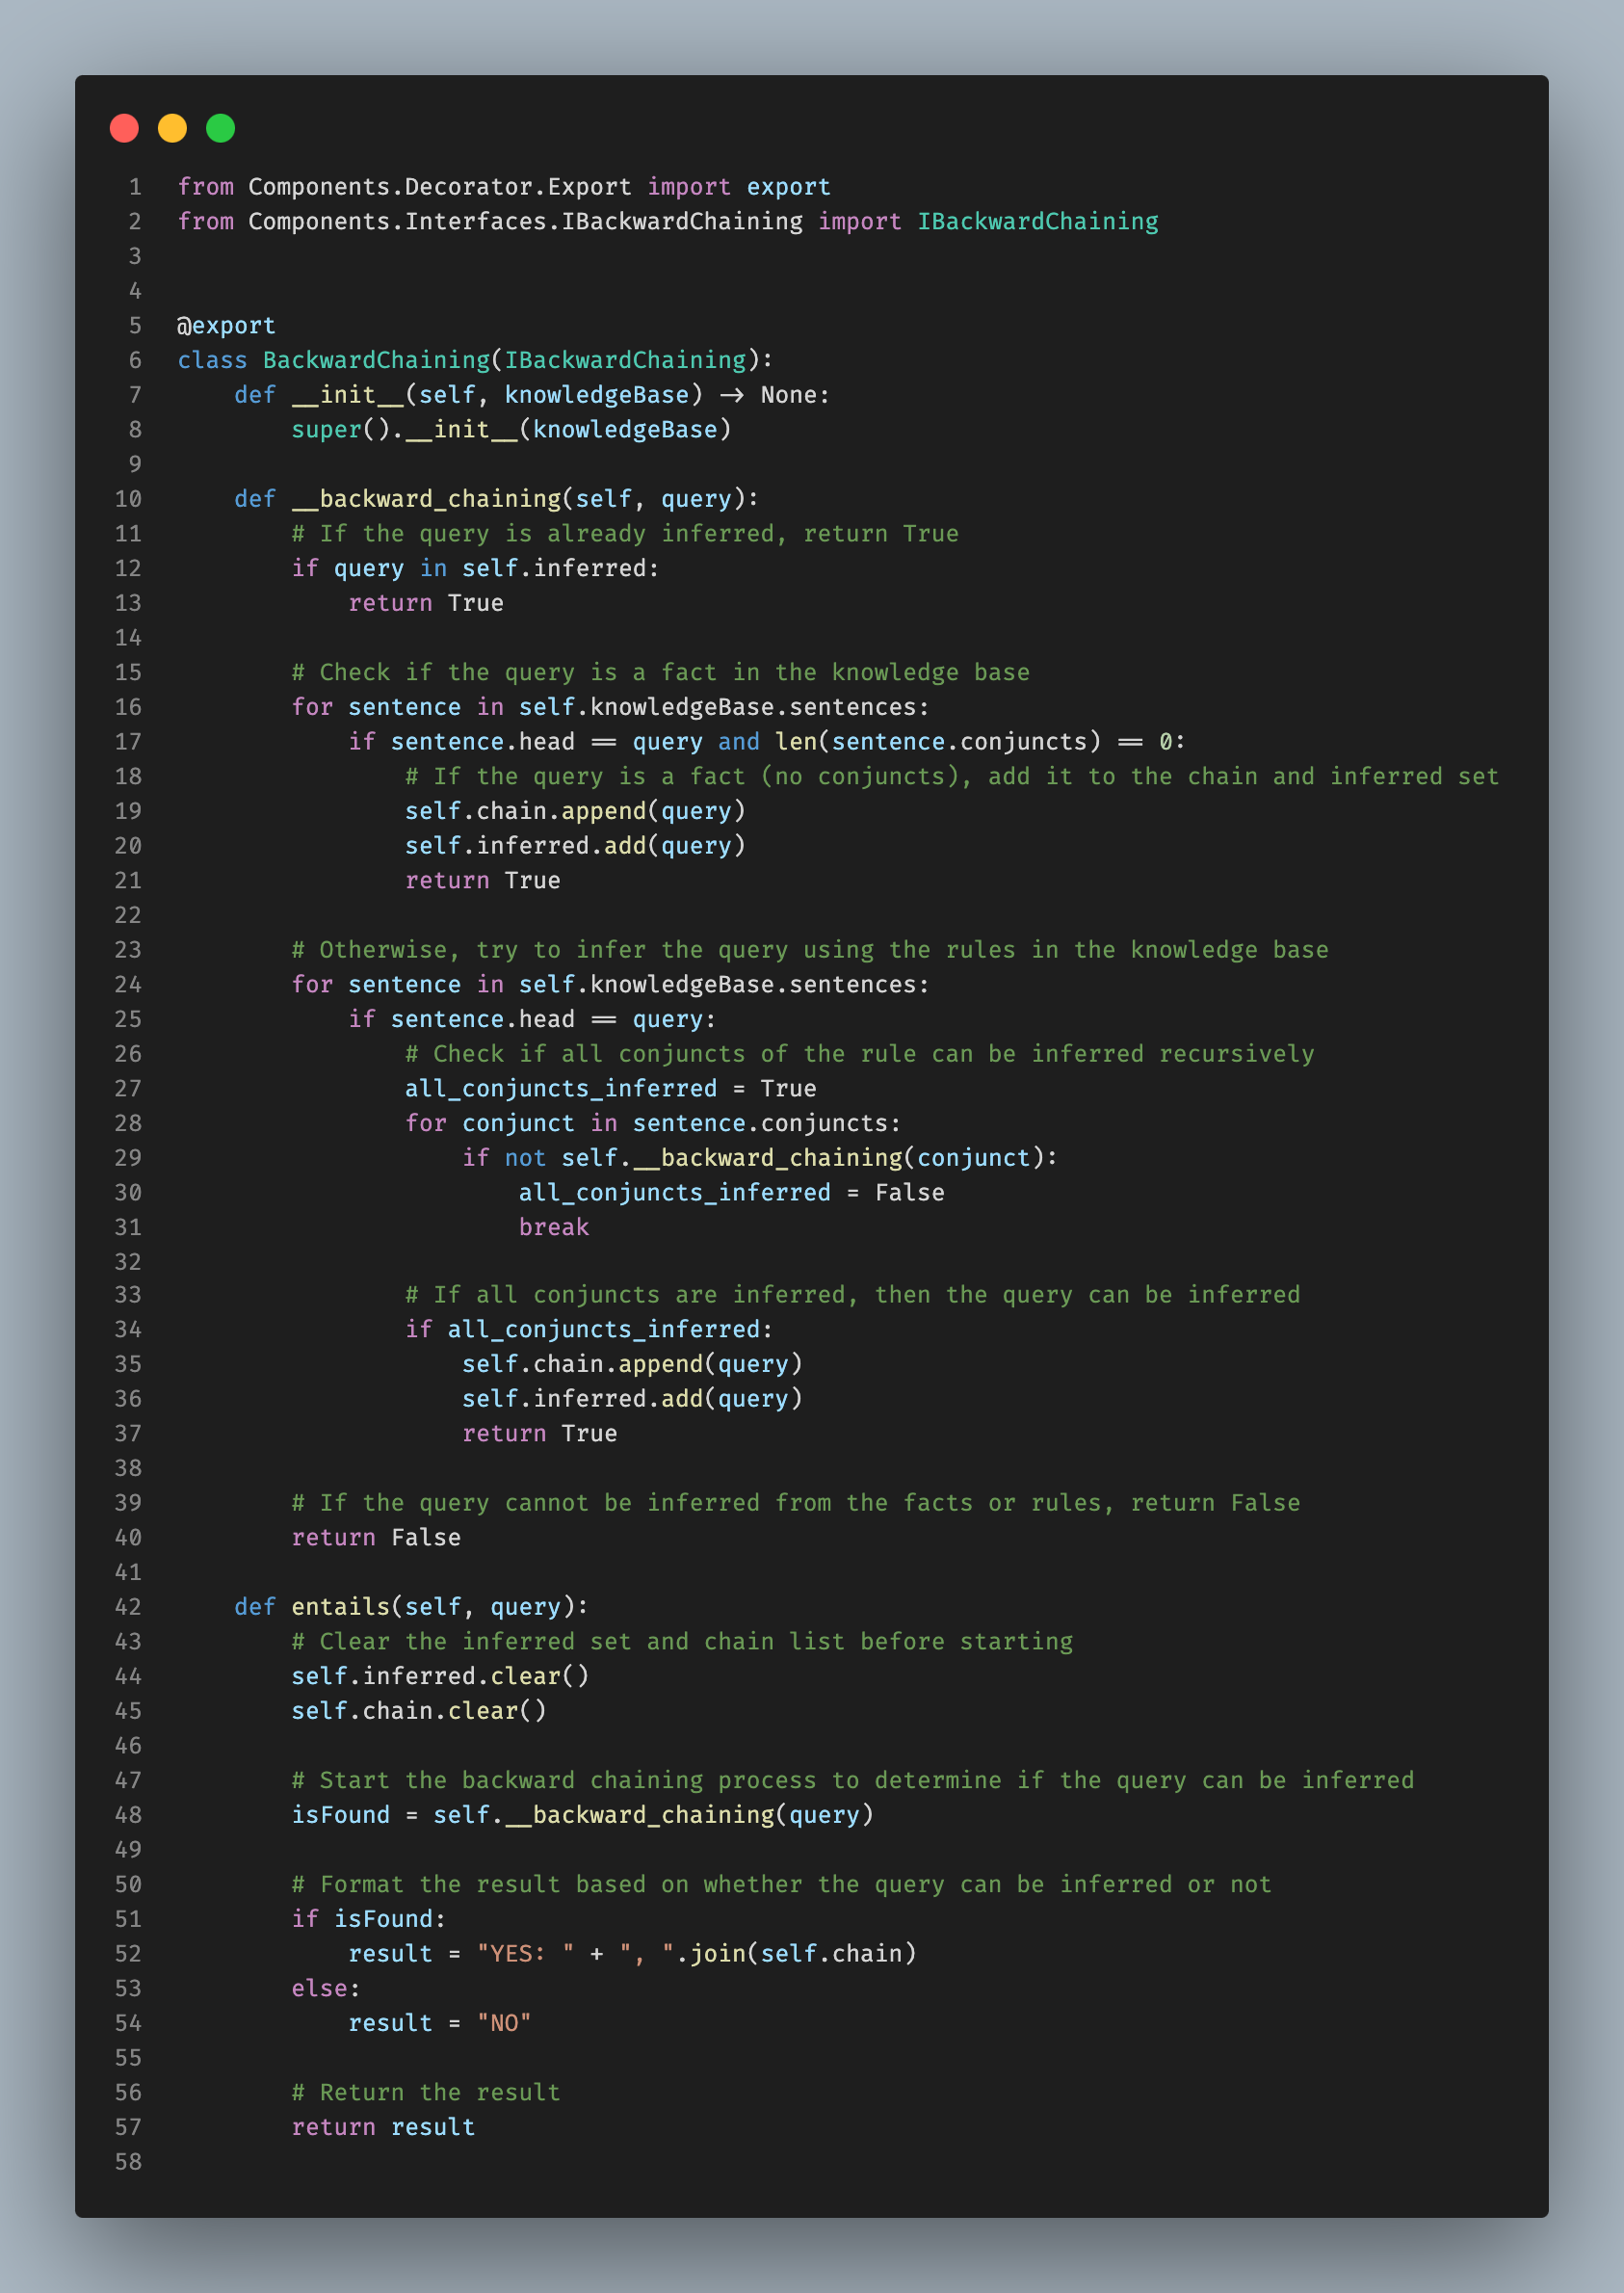 1 from Components.Decorator.Export import export
2 from Components.Interfaces.IBackwardChaining import IBackwardChaining
3
4
5 @export
6 class BackwardChaining(IBackwardChaining):
7     def __init__(self, knowledgeBase) -> None:
8         super().__init__(knowledgeBase)
9
10     def __backward_chaining(self, query):
11         # If the query is already inferred, return True
12         if query in self.inferred:
13             return True
14
15         # Check if the query is a fact in the knowledge base
16         for sentence in self.knowledgeBase.sentences:
17             if sentence.head == query and len(sentence.conjuncts) == 0:
18                 # If the query is a fact (no conjuncts), add it to the chain and inferred set
19                 self.chain.append(query)
20                 self.inferred.add(query)
21                 return True
22
23         # Otherwise, try to infer the query using the rules in the knowledge base
24         for sentence in self.knowledgeBase.sentences:
25             if sentence.head == query:
26                 # Check if all conjuncts of the rule can be inferred recursively
27                 all_conjuncts_inferred = True
28                 for conjunct in sentence.conjuncts:
29                     if not self.__backward_chaining(conjunct):
30                         all_conjuncts_inferred = False
31                         break
32
33                 # If all conjuncts are inferred, then the query can be inferred
34                 if all_conjuncts_inferred:
35                     self.chain.append(query)
36                     self.inferred.add(query)
37                     return True
38
39         # If the query cannot be inferred from the facts or rules, return False
40         return False
41
42     def entails(self, query):
43         # Clear the inferred set and chain list before starting
44         self.inferred.clear()
45         self.chain.clear()
46
47         # Start the backward chaining process to determine if the query can be inferred
48         isFound = self.__backward_chaining(query)
49
50         # Format the result based on whether the query can be inferred or not
51         if isFound:
52             result = "YES: " + ", ".join(self.chain)
53         else:
54             result = "NO"
55
56         # Return the result
57         return result
58